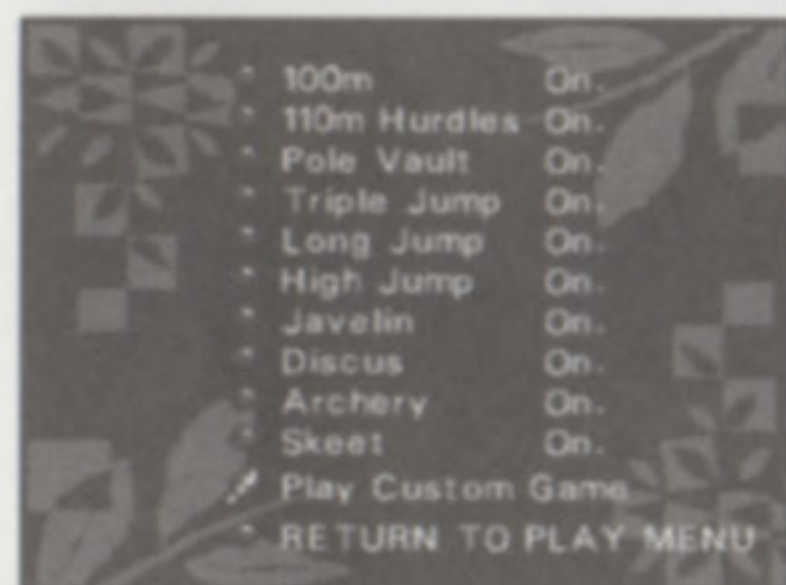 100m On.
110m Hurdles On.
Pole Vault On.
Triple Jump On.
Long Jump On.
High Jump On.
Javelin On.
Discus On.
Archery On.
Skeet On.
Play Custom Game
RETURN TO PLAY MENU